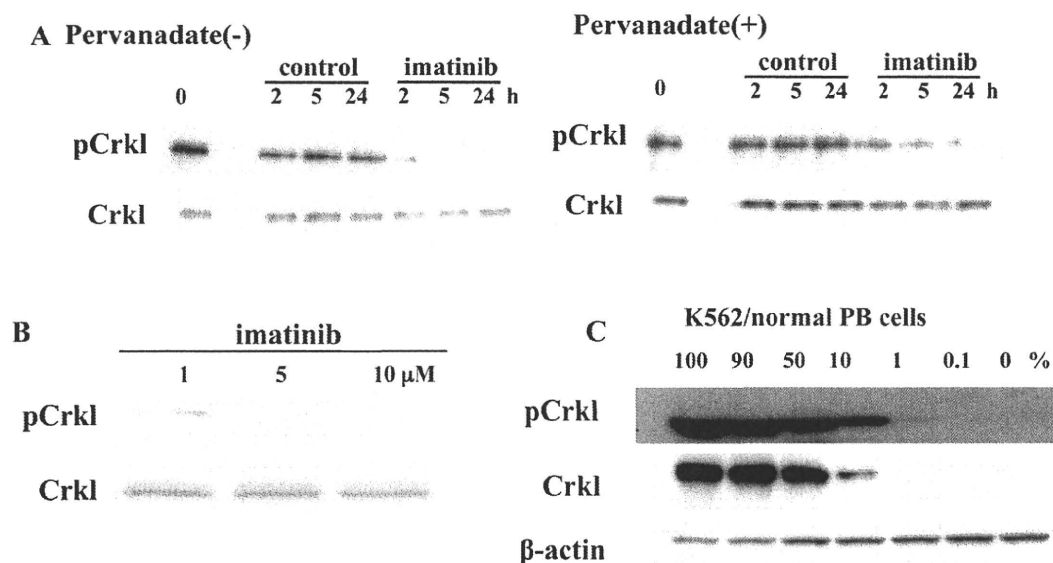 A Pervanadate(-)
control imatinib
0 2 5 24 2 5 24 h
pCrkl
Crkl
Pervanadate(+)
control imatinib
0 2 5 24 2 5 24 h
pCrkl
Crkl
B
imatinib
1 5 10 μM
pCrkl
Crkl
C K562/normal PB cells
100 90 50 10 1 0.1 0 %
pCrkl
Crkl
β-actin